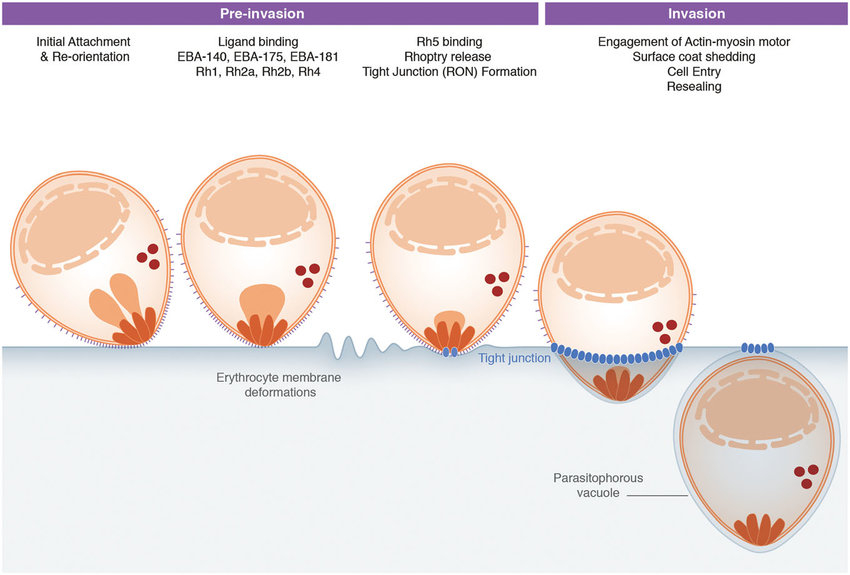 Pre-invasion
Invasion
Initial Attachment
& Re-orientation
Ligand binding
EBA-140, EBA-175, EBA-181
Rh1, Rh2a, Rh2b, Rh4
Rh5 binding
Rhoptry release
Tight Junction (RON) Formation
Engagement of Actin-myosin motor
Surface coat shedding
Cell Entry
Resealing
Tight junction
Erythrocyte membrane
deformations
Parasitophorous
vacuole